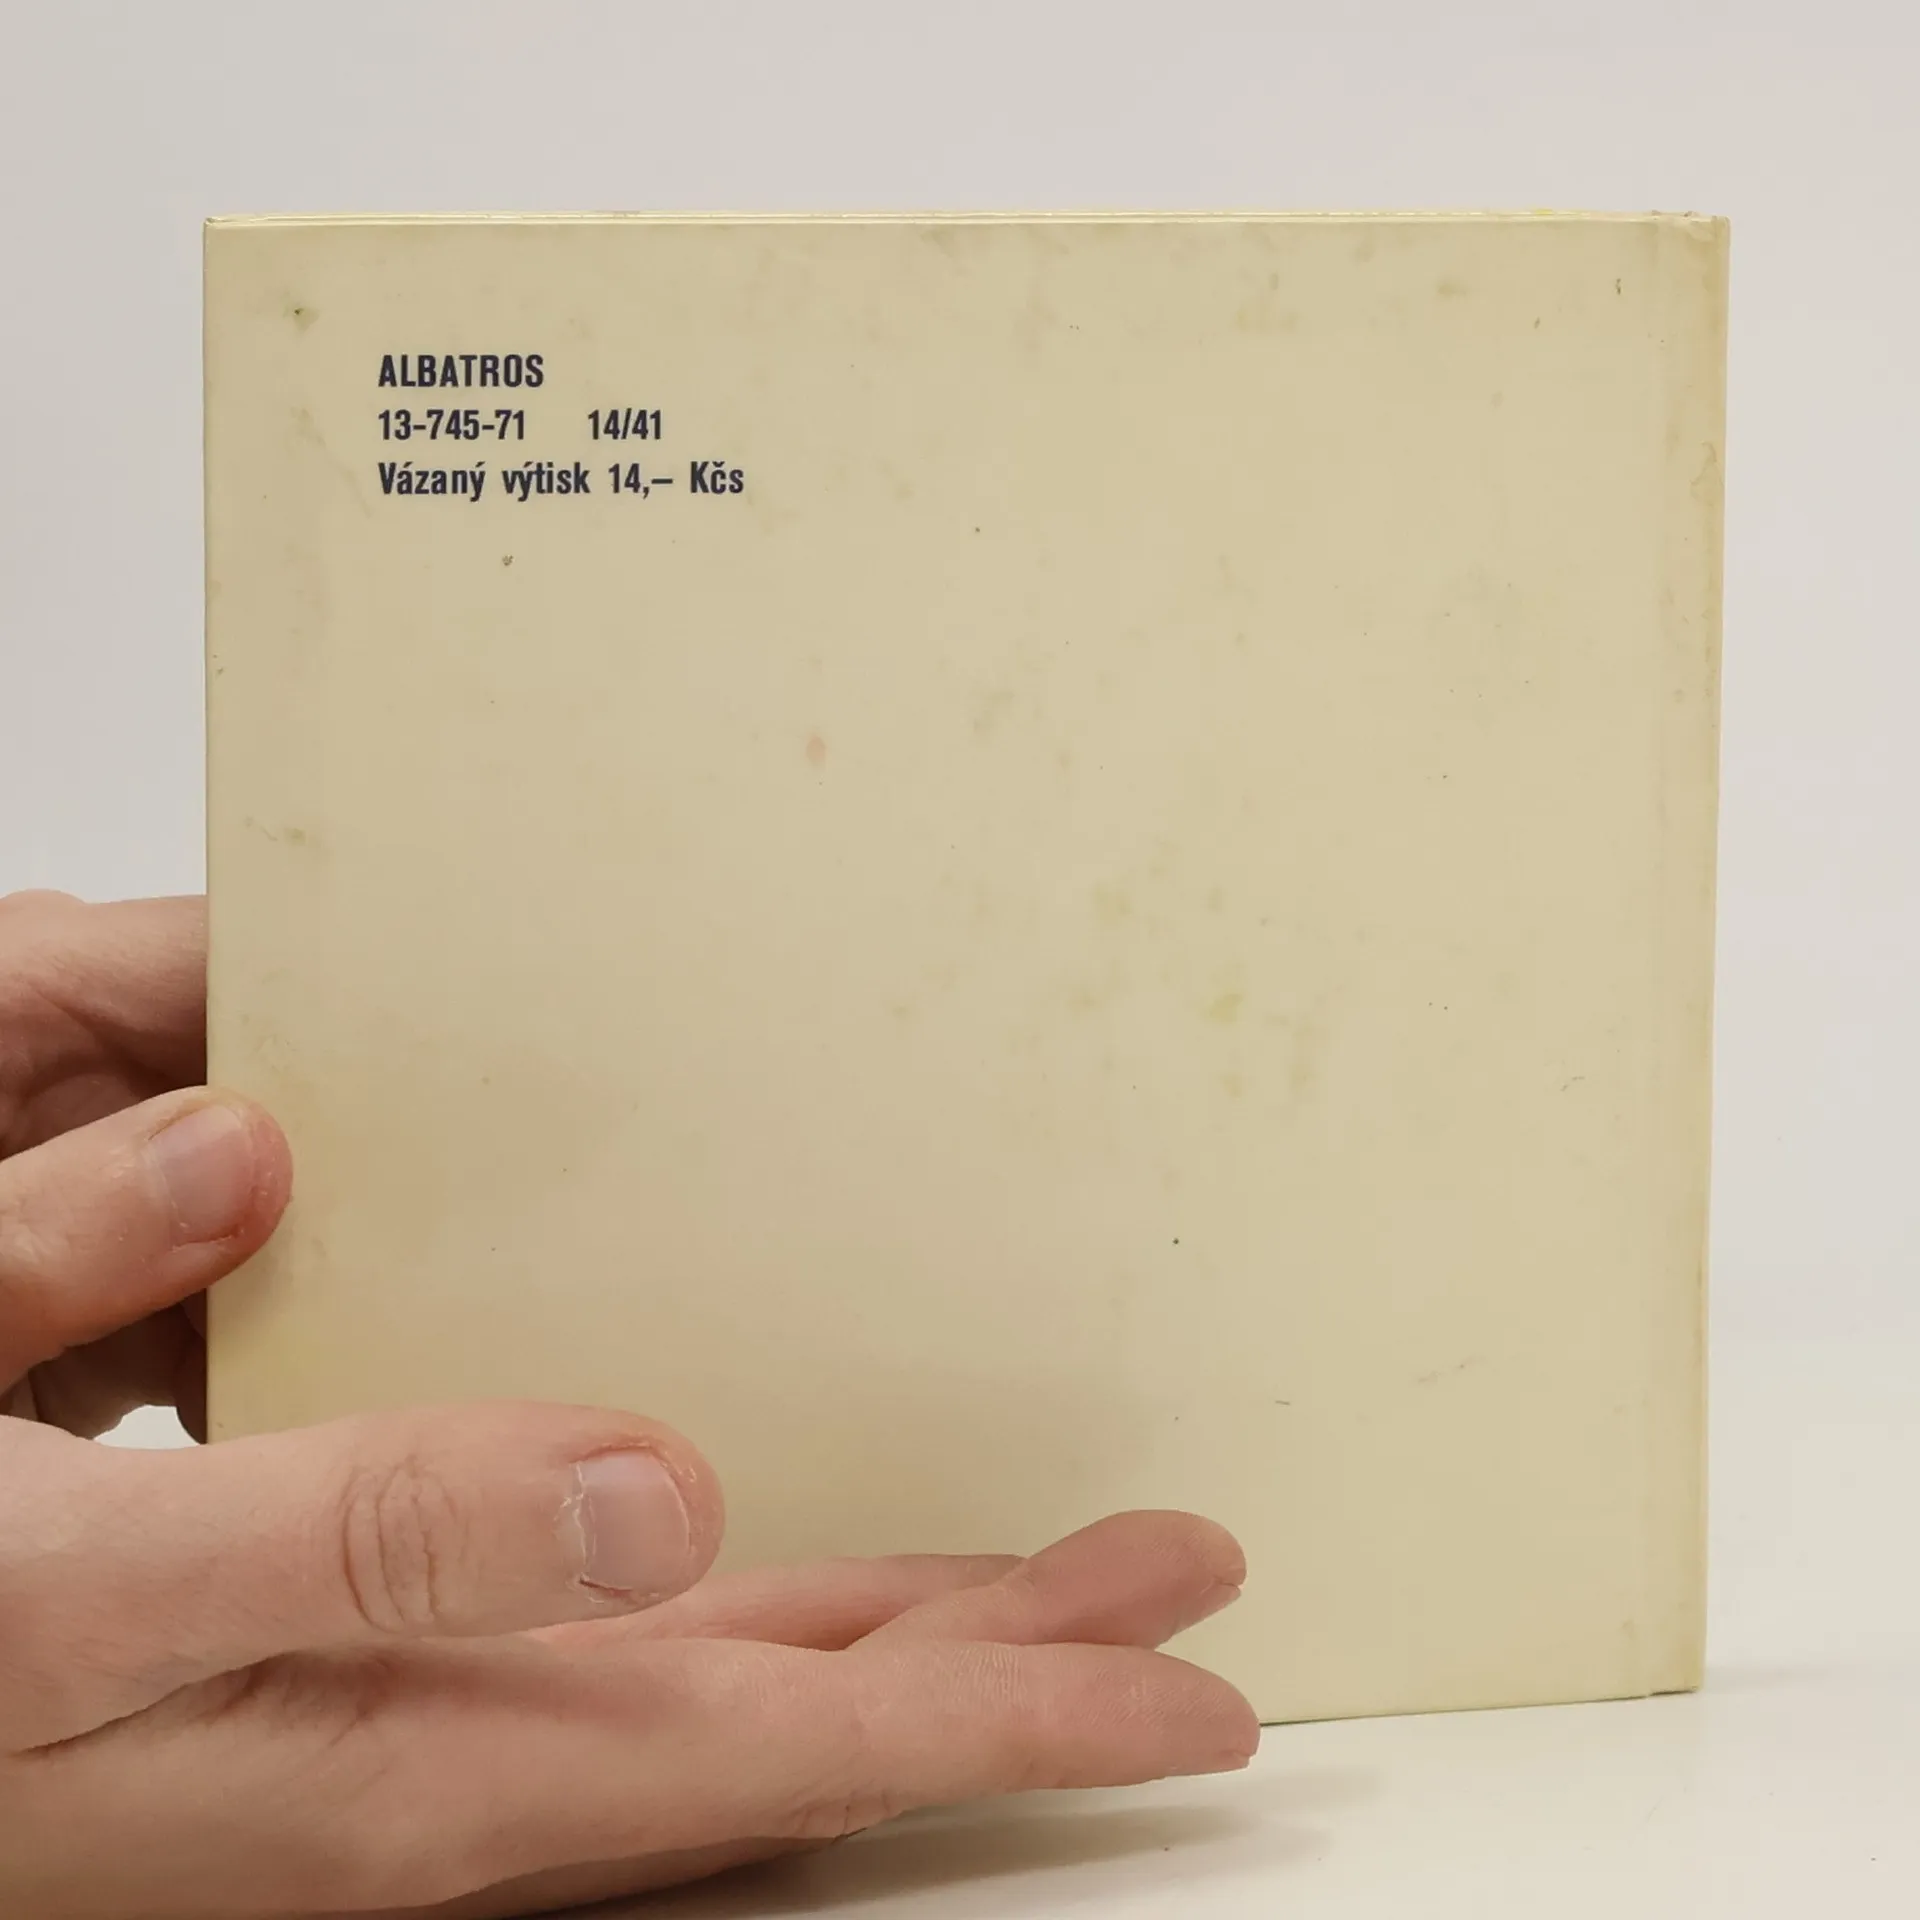 ALBATROS
13-745-71 14/41
Vázaný výtisk 14,– Kčs